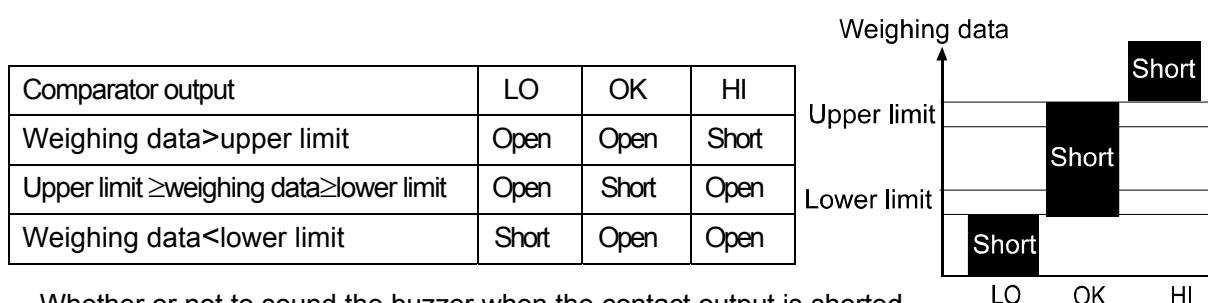 Comparator output LO OK HI
Weighing data>upper limit Open Open Short
Upper limit ≥weighing data≥lower limit Open Short Open
Weighing data<lower limit Short Open Open
Weighing data
Short
Upper limit
Short
Lower limit
Short
LO OK HI
Whether or not to sound the buzzer when the contact output is shorted